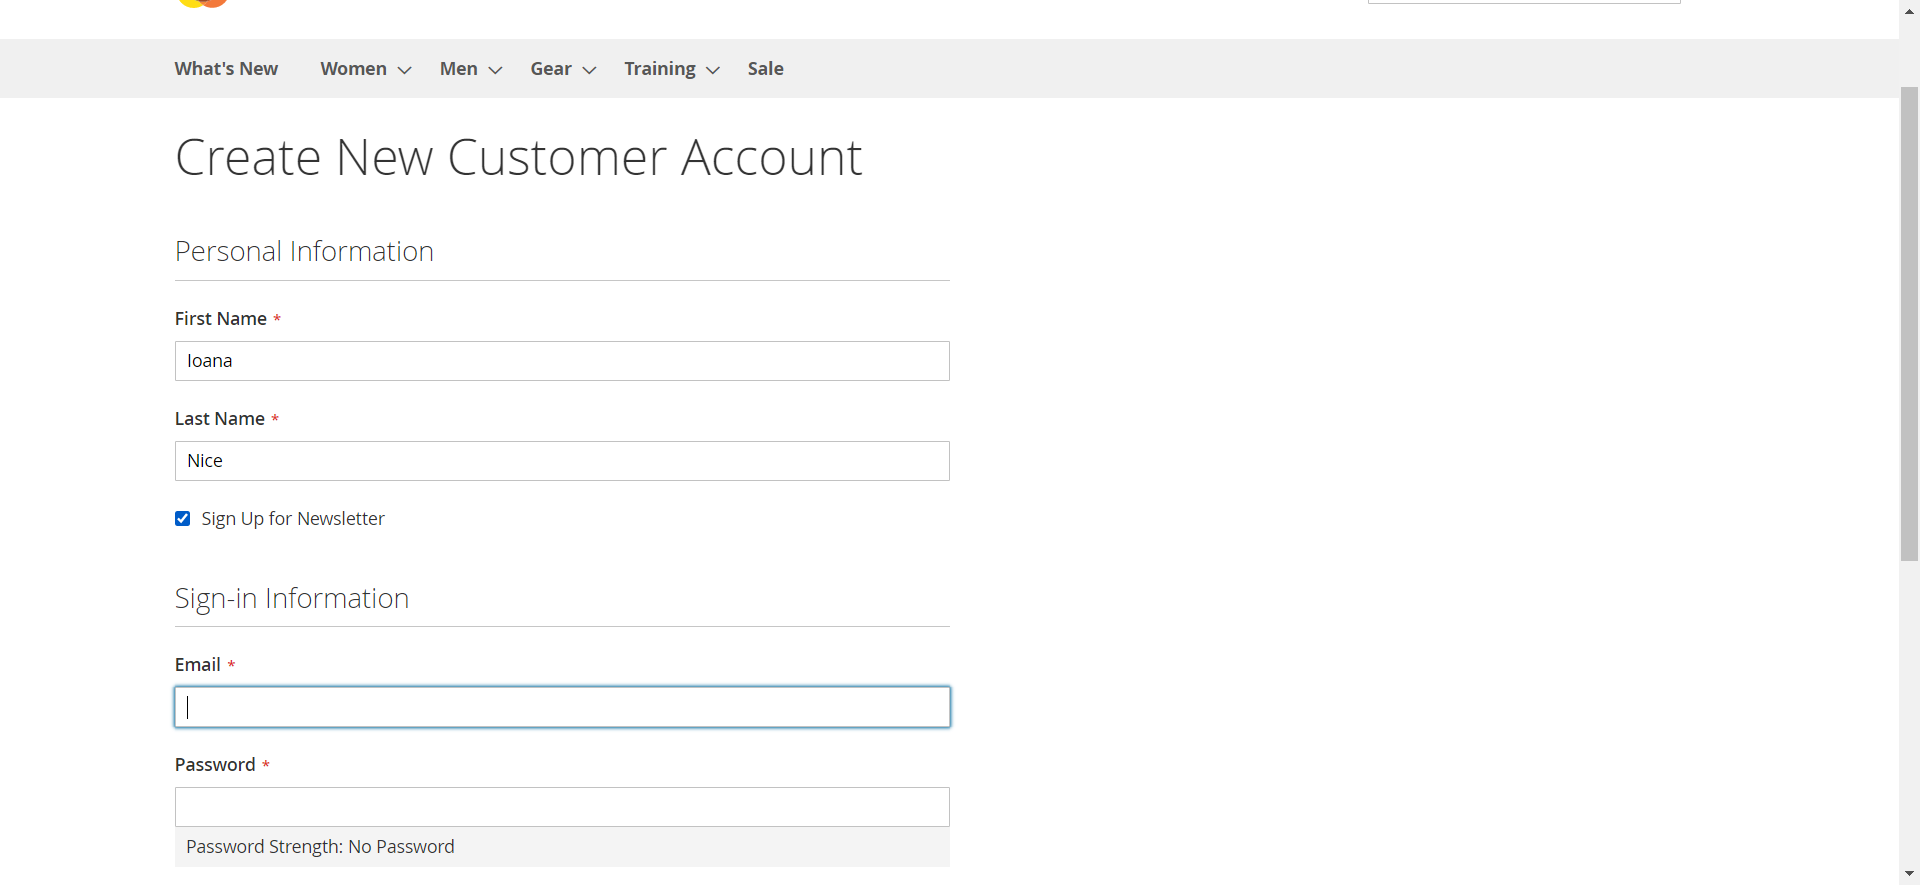 What's New Women Men Gear Training Sale
Create New Customer Account
Personal Information
First Name *
Ioana
Last Name *
Nice
Sign Up for Newsletter
Sign-in Information
Email *
Password *
Password Strength: No Password